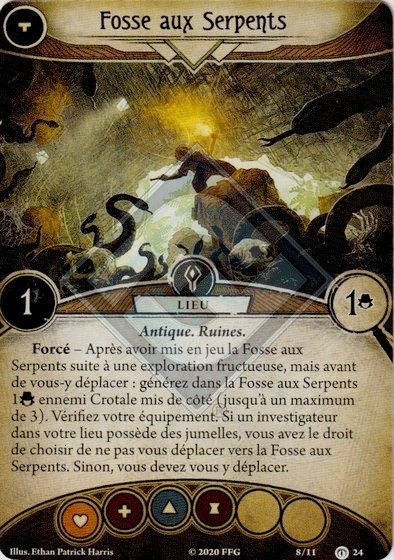 Fosse aux Serpents
LIEU
1
1
Antique. Ruines.
Forcé – Après avoir mis en jeu la Fosse aux
Serpents suite à une exploration fructueuse, mais avant
de vous-y déplacer : générez dans la Fosse aux Serpents
1 ennemi Crotale mis de côté (jusqu'à un maximum
de 3). Vérifiez votre équipement. Si un investigateur
dans votre lieu possède des jumelles, vous avez le droit
de choisir de ne pas vous déplacer vers la Fosse aux
Serpents. Sinon, vous devez vous y déplacer.
Illus. Ethan Patrick Harris
© 2020 FFG
8/11
24